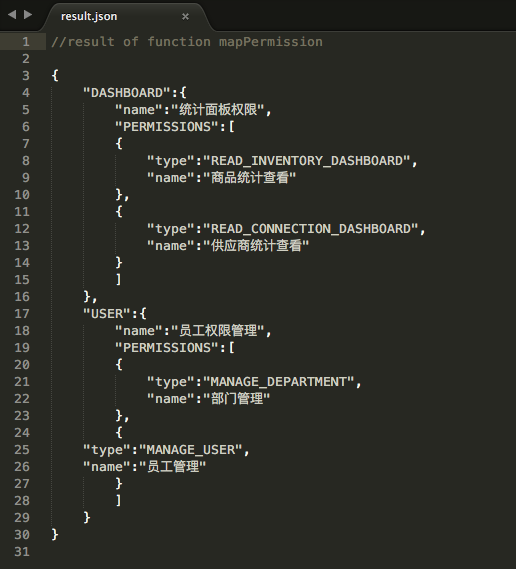 result.json
1 //result of function mapPermission
2
3 {
4     "DASHBOARD":{
5         "name":"统计面板权限",
6         "PERMISSIONS":[
7         {
8             "type":"READ_INVENTORY_DASHBOARD",
9             "name":"商品统计查看"
10         },
11         {
12             "type":"READ_CONNECTION_DASHBOARD",
13             "name":"供应商统计查看"
14         }
15         ]
16     },
17     "USER":{
18         "name":"员工权限管理",
19         "PERMISSIONS":[
20         {
21             "type":"MANAGE_DEPARTMENT",
22             "name":"部门管理"
23         },
24         {
25     "type":"MANAGE_USER",
26     "name":"员工管理"
27         }
28         ]
29     }
30 }
31